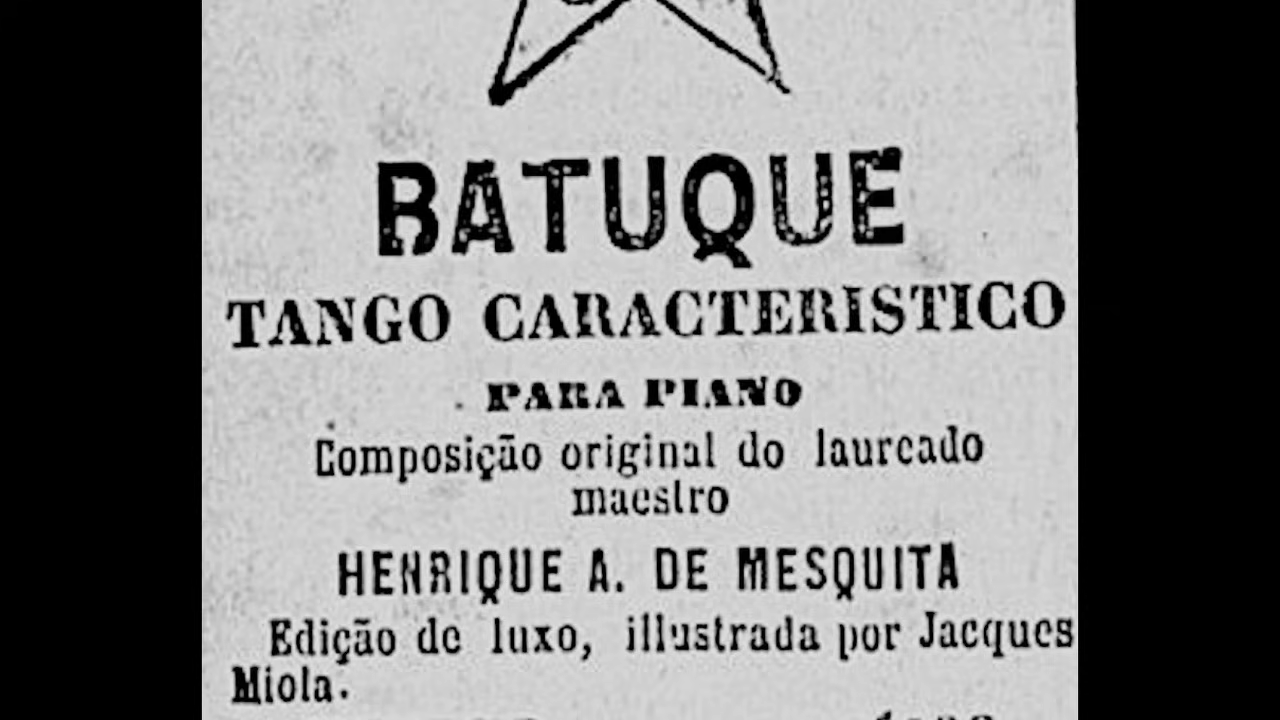 BATUQUE
TANGO CARACTERISTICO
PARA PIANO
Composição original do laureado
maestro
HENRIQUE A. DE MESQUITA
Edição de luxo, illustrada por Jacques
Miola.